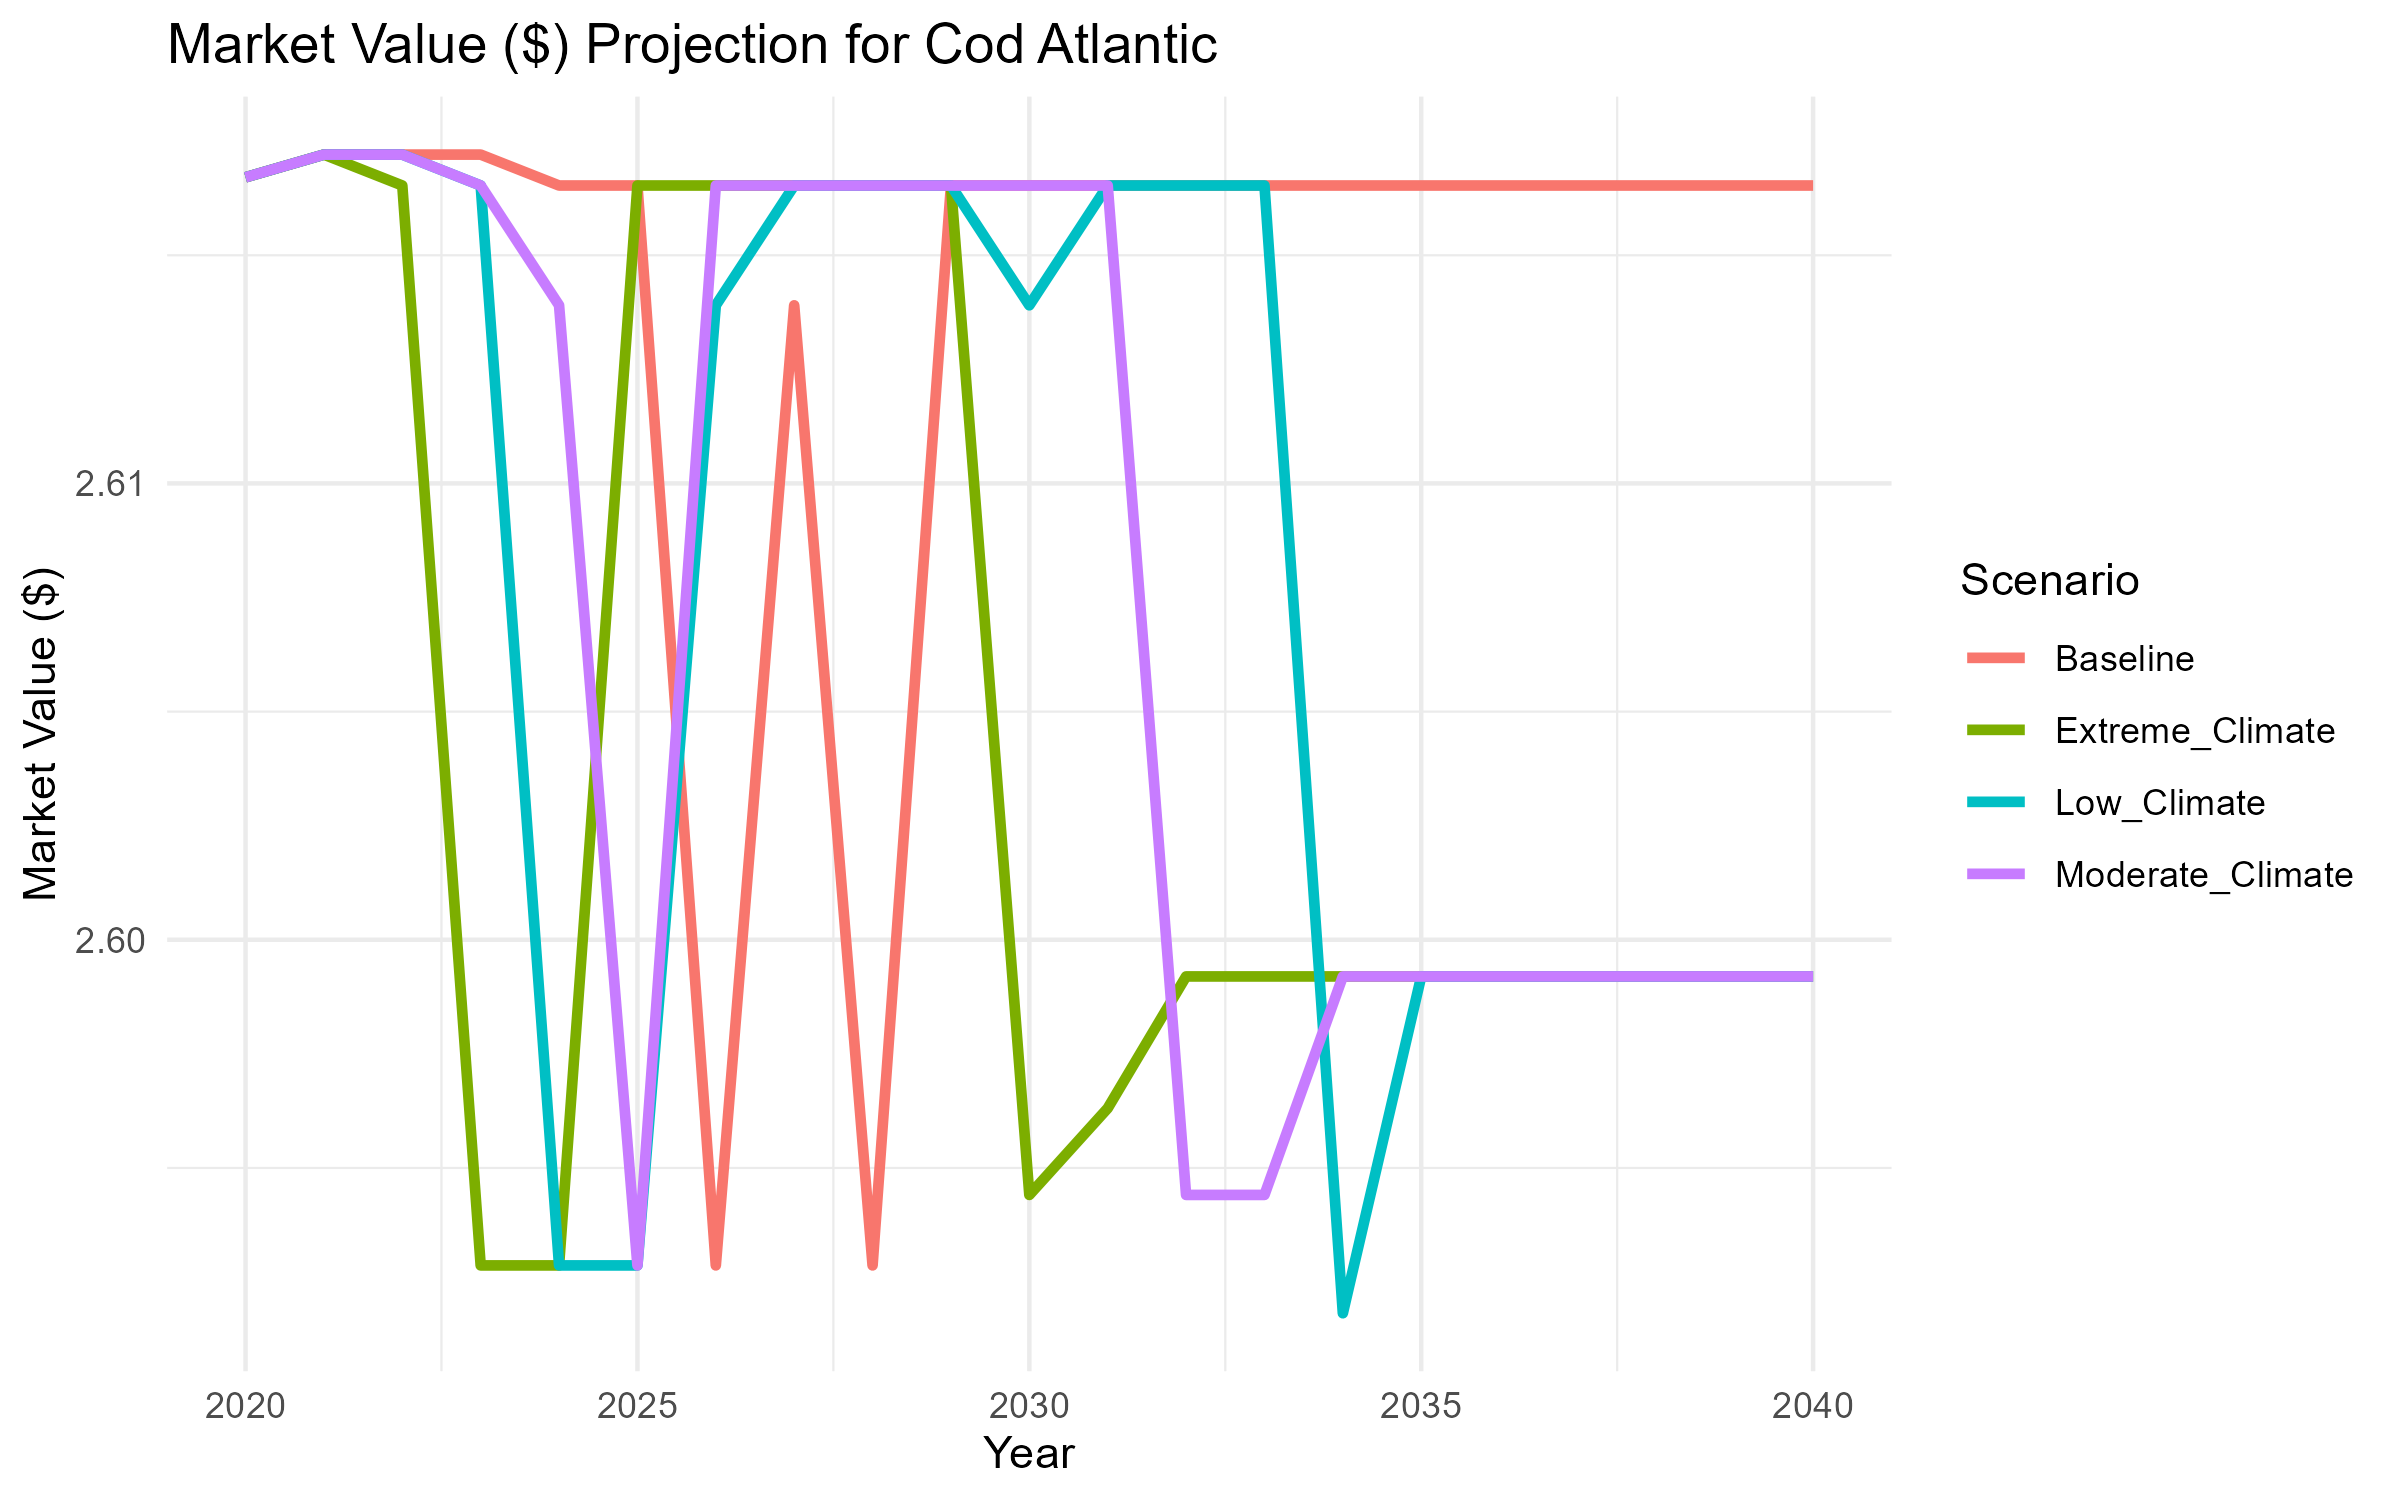 Market Value ($) Projection for Cod Atlantic
Market Value ($)
2.61
2.60
2020 2025 2030 2035 2040
Year
Scenario
Baseline
Extreme_Climate
Low_Climate
Moderate_Climate